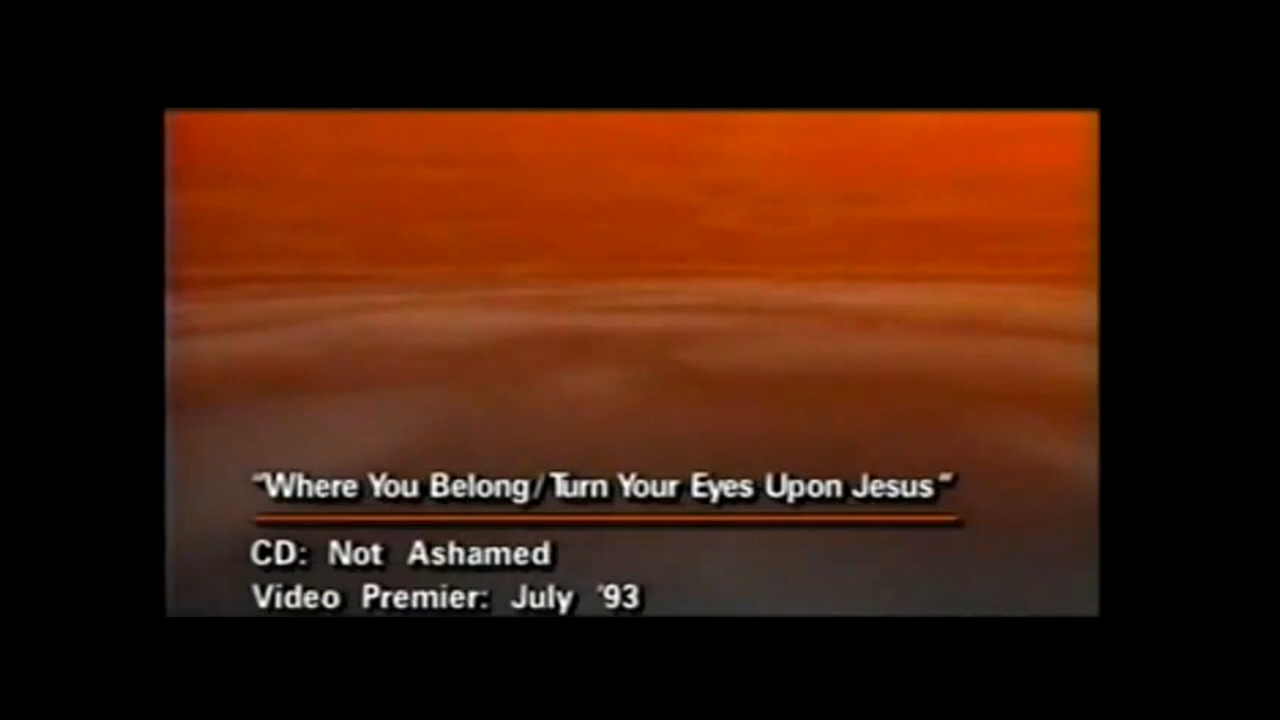 "Where You Belong/Turn Your Eyes Upon Jesus"
CD: Not Ashamed
Video Premier: July '93